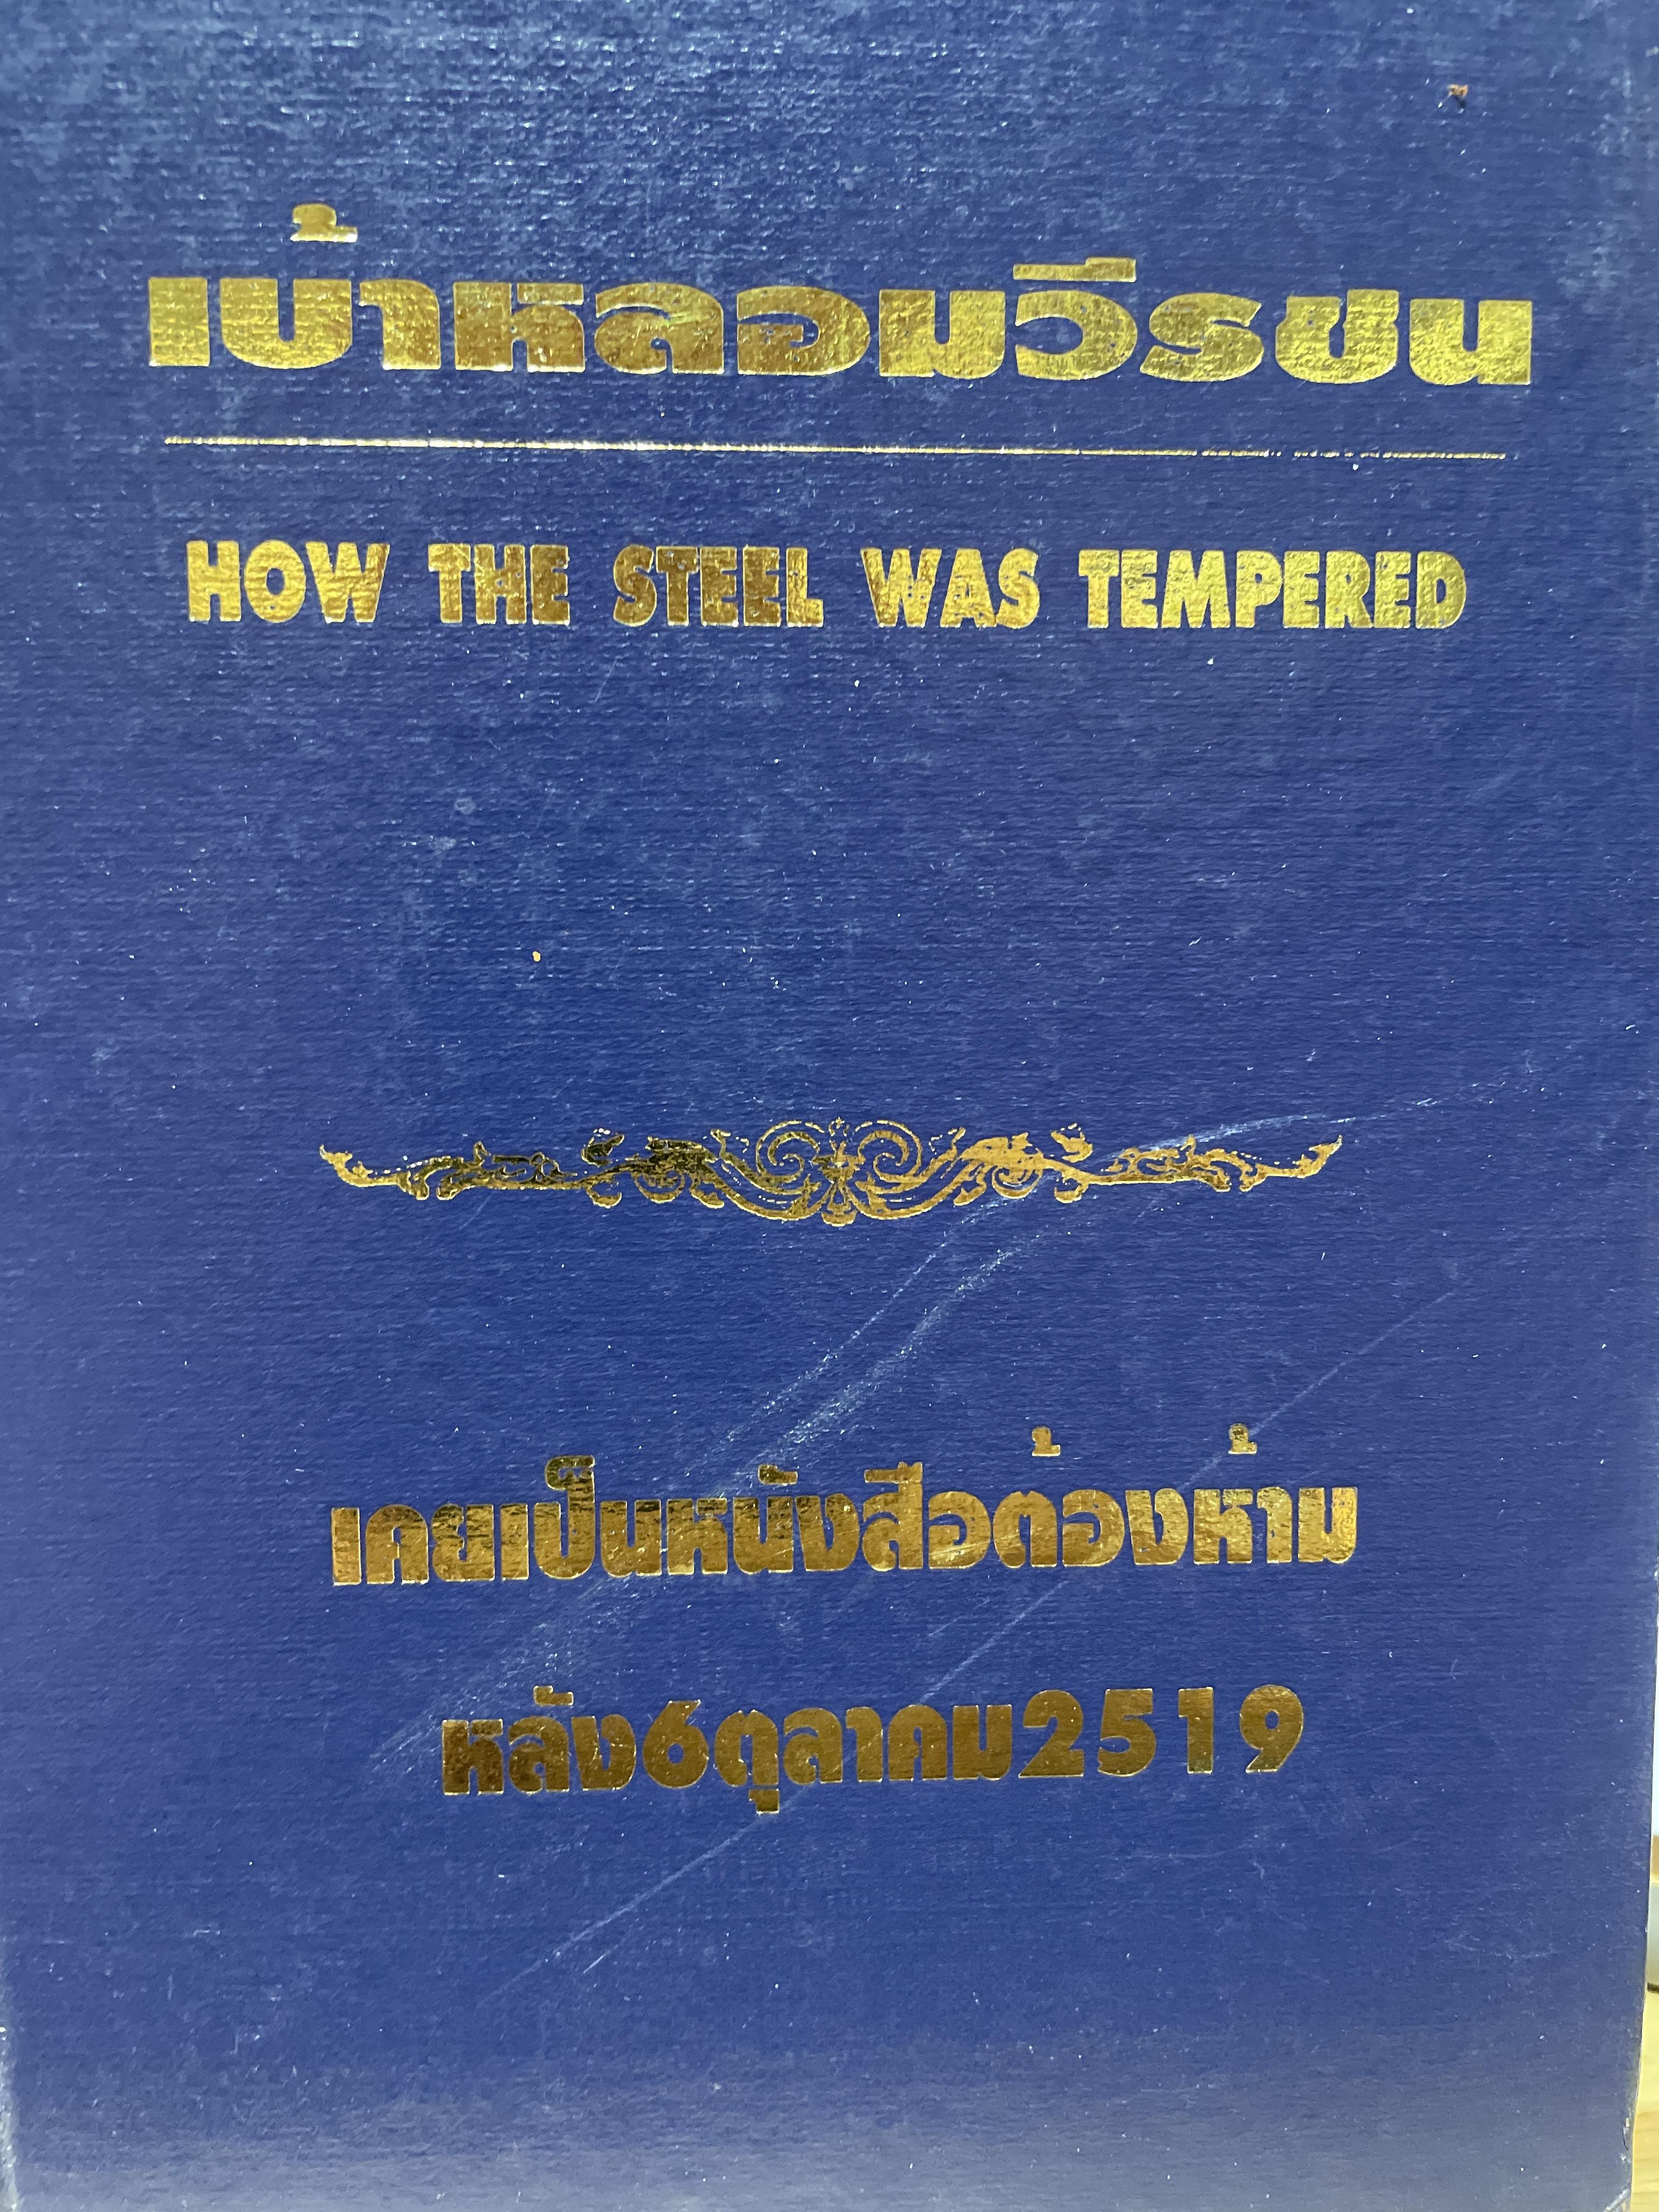 เบ้าหลอมวีรชน
HOW THE STEEL WAS TEMPERED
เคยเป็นหนังสือต้องห้าม
หลัง6ตุลาคม2519